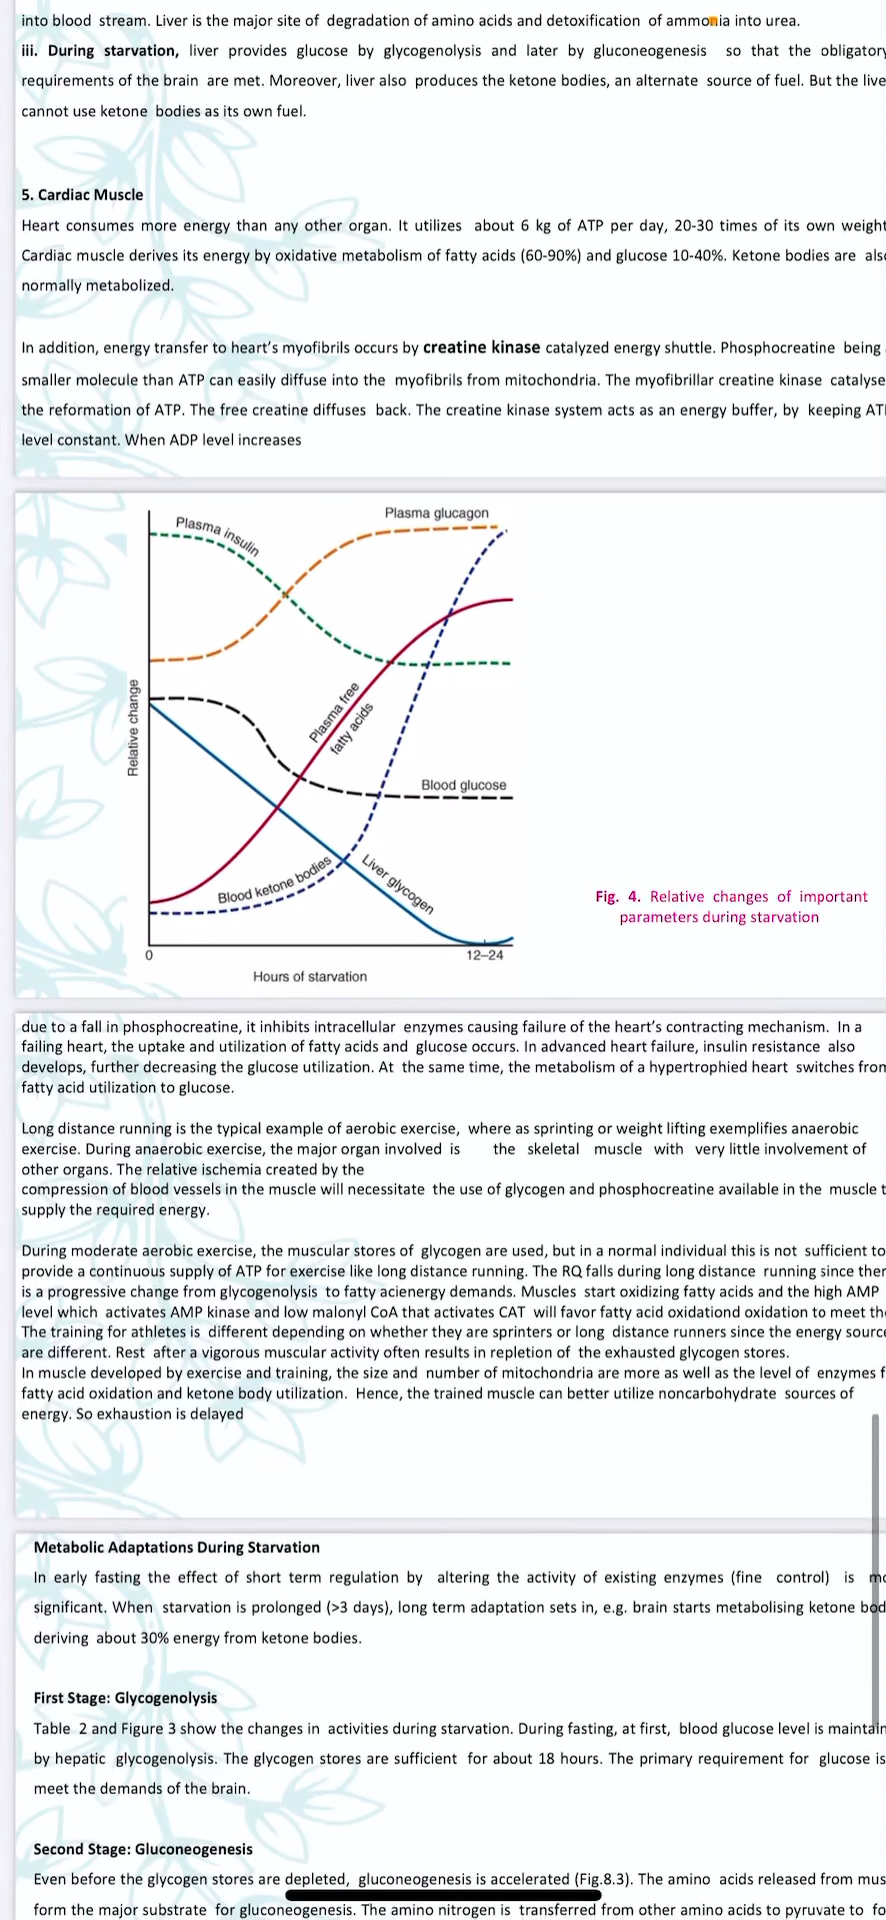 into blood stream. Liver is the major site of degradation of amino acids and detoxification of ammonia into urea.
iii. During starvation, liver provides glucose by glycogenolysis and later by gluconeogenesis so that the obligatory
requirements of the brain are met. Moreover, liver also produces the ketone bodies, an alternate source of fuel. But the live
cannot use ketone bodies as its own fuel.
5. Cardiac Muscle
Heart consumes more energy than any other organ. It utilizes about 6 kg of ATP per day, 20-30 times of its own weight
Cardiac muscle derives its energy by oxidative metabolism of fatty acids (60-90%) and glucose 10-40%. Ketone bodies are also
normally metabolized.
In addition, energy transfer to heart's myofibrils occurs by creatine kinase catalyzed energy shuttle. Phosphocreatine being
smaller molecule than ATP can easily diffuse into the myofibrils from mitochondria. The myofibrillar creatine kinase catalyse
the reformation of ATP. The free creatine diffuses back. The creatine kinase system acts as an energy buffer, by keeping AT
level constant. When ADP level increases
Plasma glucagon
Plasma insulin
Relative change
Plasma free
fatty acids
Blood glucose
Blood ketone bodies
Liver glycogen
0
12–24
Hours of starvation
Fig. 4. Relative changes of important
parameters during starvation
due to a fall in phosphocreatine, it inhibits intracellular enzymes causing failure of the heart's contracting mechanism. In a
failing heart, the uptake and utilization of fatty acids and glucose occurs. In advanced heart failure, insulin resistance also
develops, further decreasing the glucose utilization. At the same time, the metabolism of a hypertrophied heart switches from
fatty acid utilization to glucose.
Long distance running is the typical example of aerobic exercise, where as sprinting or weight lifting exemplifies anaerobic
exercise. During anaerobic exercise, the major organ involved is the skeletal muscle with very little involvement of
other organs. The relative ischemia created by the
compression of blood vessels in the muscle will necessitate the use of glycogen and phosphocreatine available in the muscle t
supply the required energy.
During moderate aerobic exercise, the muscular stores of glycogen are used, but in a normal individual this is not sufficient to
provide a continuous supply of ATP for exercise like long distance running. The RQ falls during long distance running since ther
is a progressive change from glycogenolysis to fatty acienergy demands. Muscles start oxidizing fatty acids and the high AMP
level which activates AMP kinase and low malonyl CoA that activates CAT will favor fatty acid oxidationd oxidation to meet the
The training for athletes is different depending on whether they are sprinters or long distance runners since the energy source
are different. Rest after a vigorous muscular activity often results in repletion of the exhausted glycogen stores.
In muscle developed by exercise and training, the size and number of mitochondria are more as well as the level of enzymes f
fatty acid oxidation and ketone body utilization. Hence, the trained muscle can better utilize noncarbohydrate sources of
energy. So exhaustion is delayed
Metabolic Adaptations During Starvation
In early fasting the effect of short term regulation by altering the activity of existing enzymes (fine control) is mo
significant. When starvation is prolonged (>3 days), long term adaptation sets in, e.g. brain starts metabolising ketone bod
deriving about 30% energy from ketone bodies.
First Stage: Glycogenolysis
Table 2 and Figure 3 show the changes in activities during starvation. During fasting, at first, blood glucose level is maintain
by hepatic glycogenolysis. The glycogen stores are sufficient for about 18 hours. The primary requirement for glucose is
meet the demands of the brain.
Second Stage: Gluconeogenesis
Even before the glycogen stores are depleted, gluconeogenesis is accelerated (Fig.8.3). The amino acids released from mus
form the major substrate for gluconeogenesis. The amino nitrogen is transferred from other amino acids to pyruvate to fo